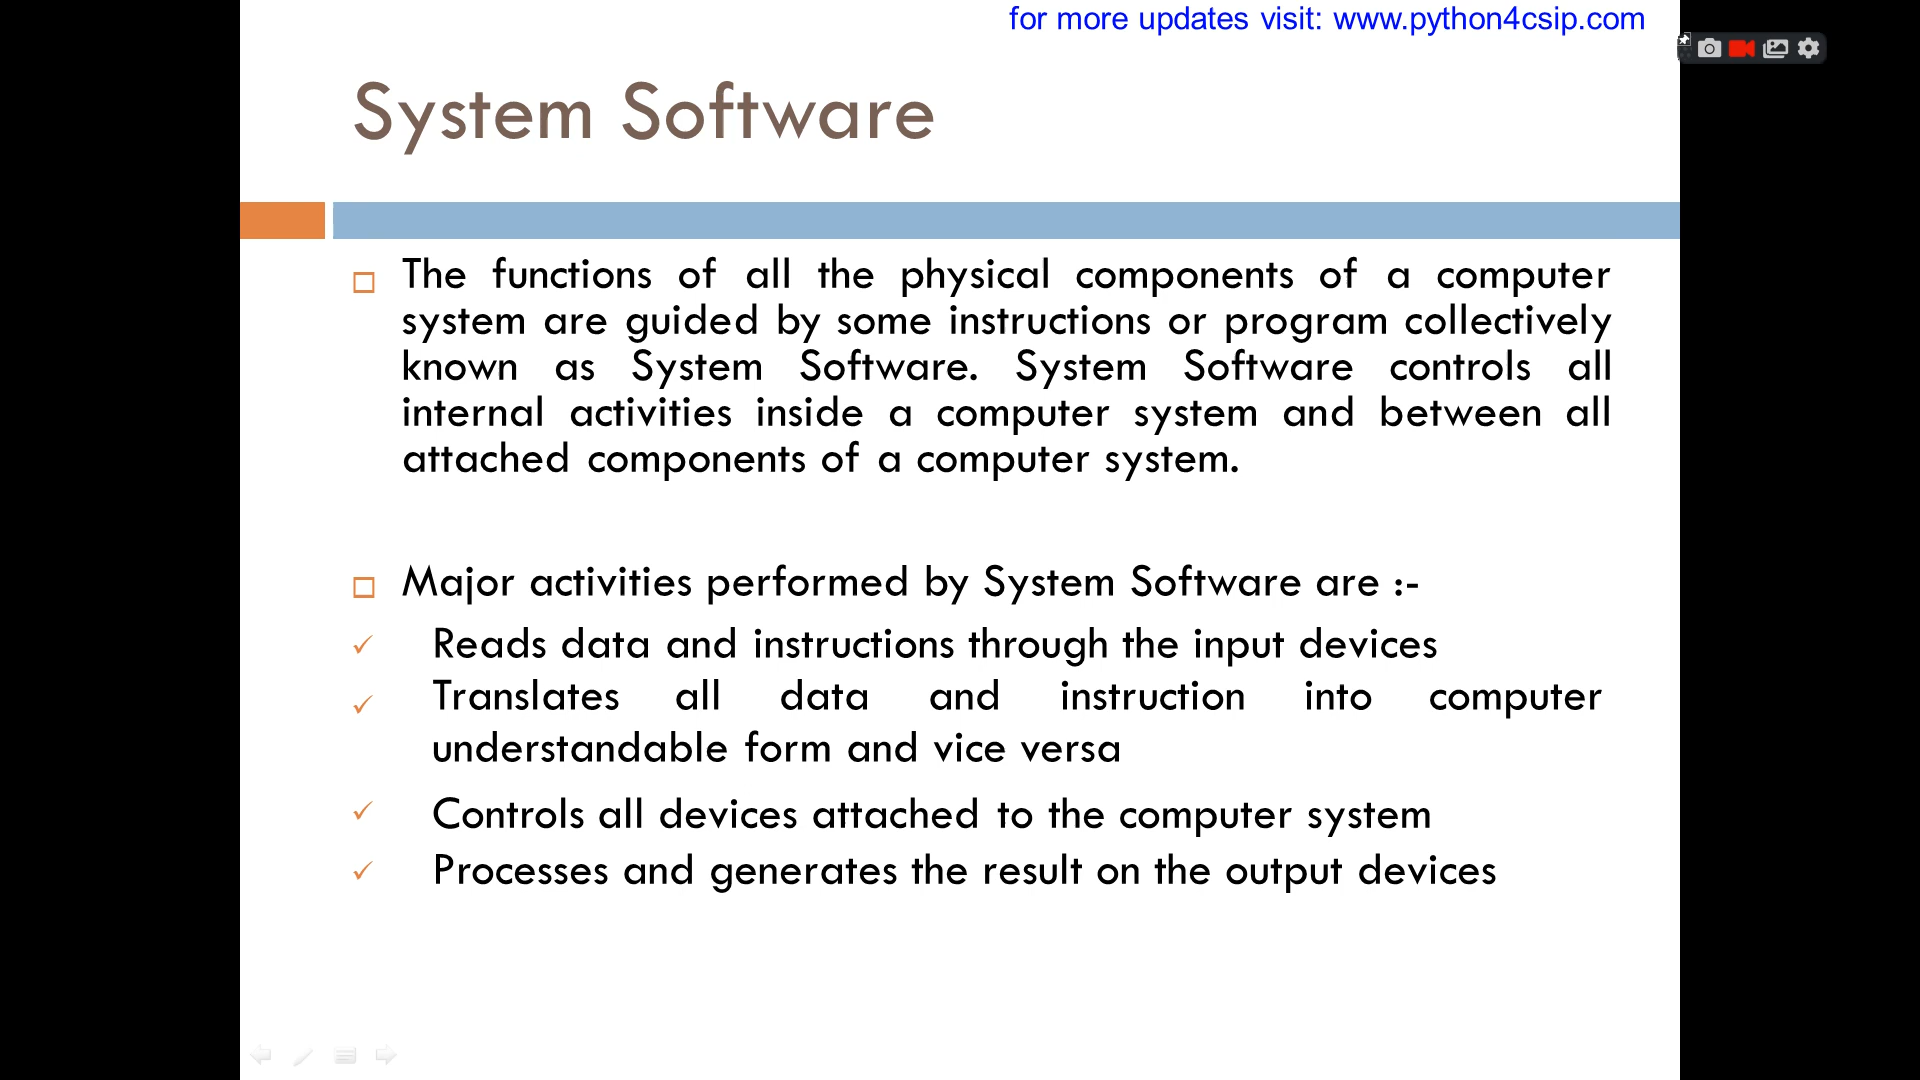 for more updates visit: www.python4csip.com
System Software
The functions of all the physical components of a computer
system are guided by some instructions or program collectively
known as System Software. System Software controls all
internal activities inside a computer system and between all
attached components of a computer system.
Major activities performed by System Software are :-
Reads data and instructions through the input devices
Translates all data and instruction into computer
understandable form and vice versa
Controls all devices attached to the computer system
Processes and generates the result on the output devices